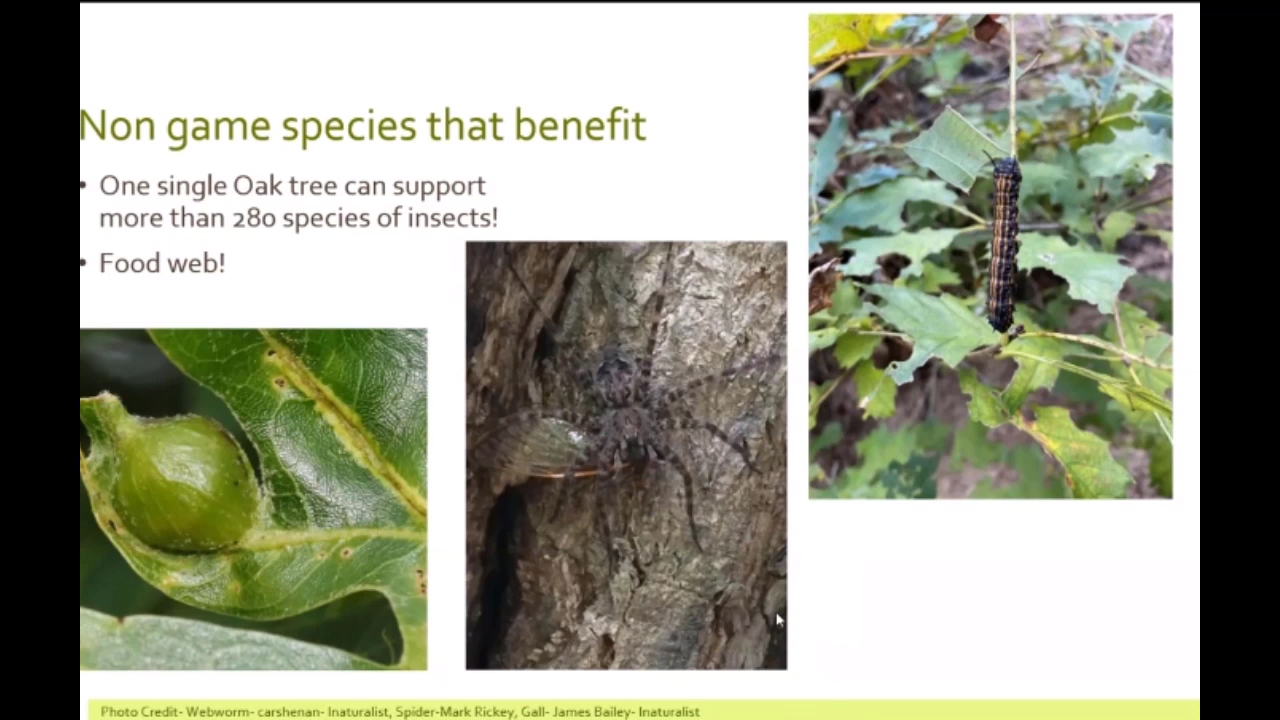 Non game species that benefit
• One single Oak tree can support
more than 280 species of insects!
• Food web!
Photo Credit- Webworm- carshenan- Inaturalist, Spider-Mark Rickey, Gall- James Bailey- Inaturalist